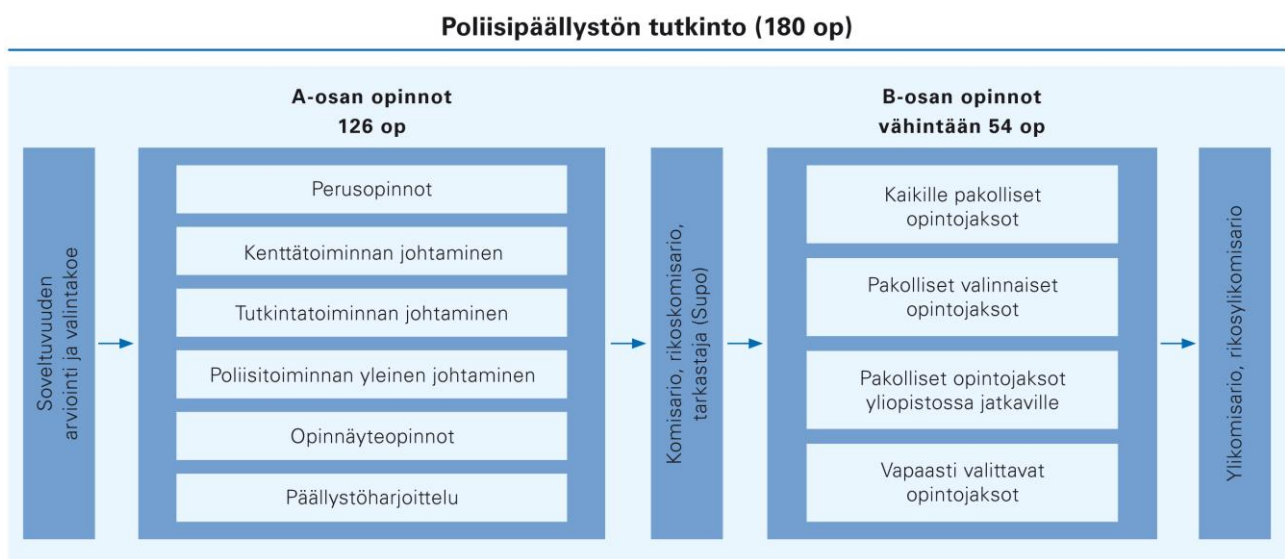 Poliisipäällystön tutkinto (180 op)
A-osan opinnot
126 op
B-osan opinnot
vähintään 54 op
Soveltuvuuden
arviointi ja valintakoe
Perusopinnot
Kenttätoiminnan johtaminen
Tutkintatoiminnan johtaminen
Poliisitoiminnan yleinen johtaminen
Opinnäyteopinnot
Päällystöharjoittelu
Komisario, rikoskomisario,
tarkastaja (Supo)
Kaikille pakolliset
opintojaksot
Pakolliset valinnaiset
opintojaksot
Pakolliset opintojaksot
yliopistossa jatkaville
Vapaasti valittavat
opintojaksot
Ylikomisario, rikosylikomisario